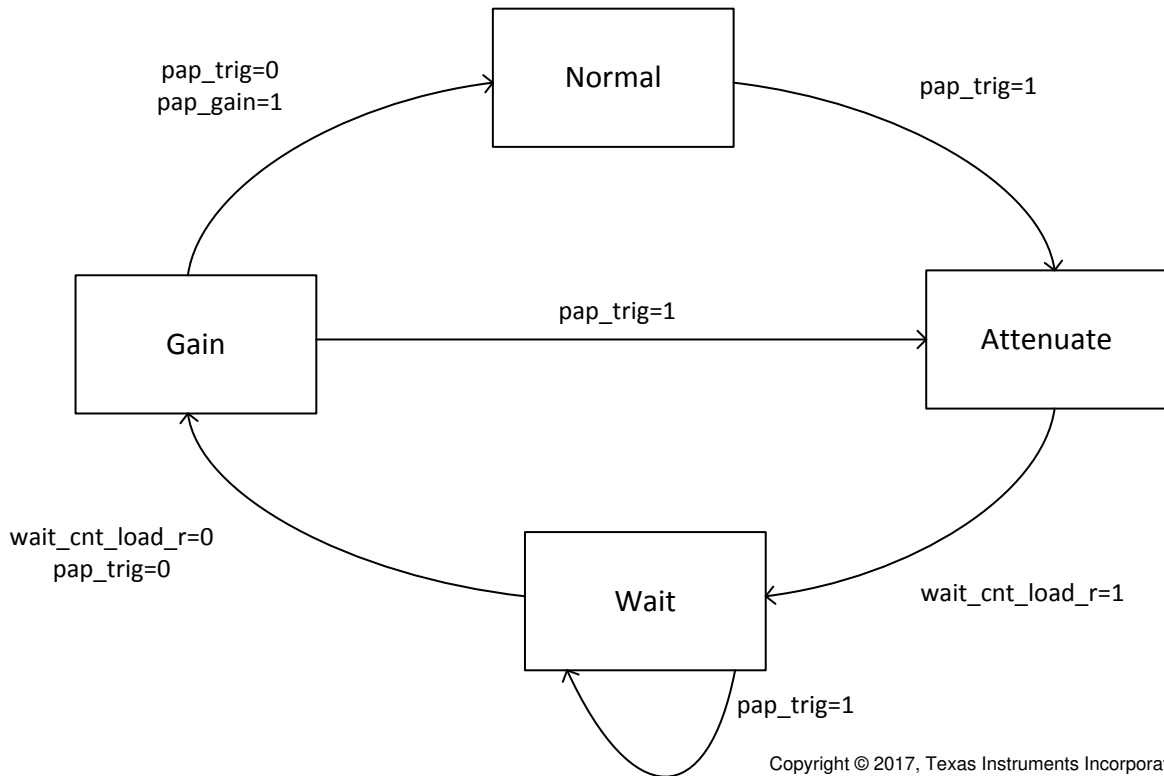 pap_trig=0
pap_gain=1
Normal
pap_trig=1
Gain
pap_trig=1
Attenuate
wait_cnt_load_r=0
pap_trig=0
Wait
wait_cnt_load_r=1
pap_trig=1
Copyright © 2017, Texas Instruments Incorpora